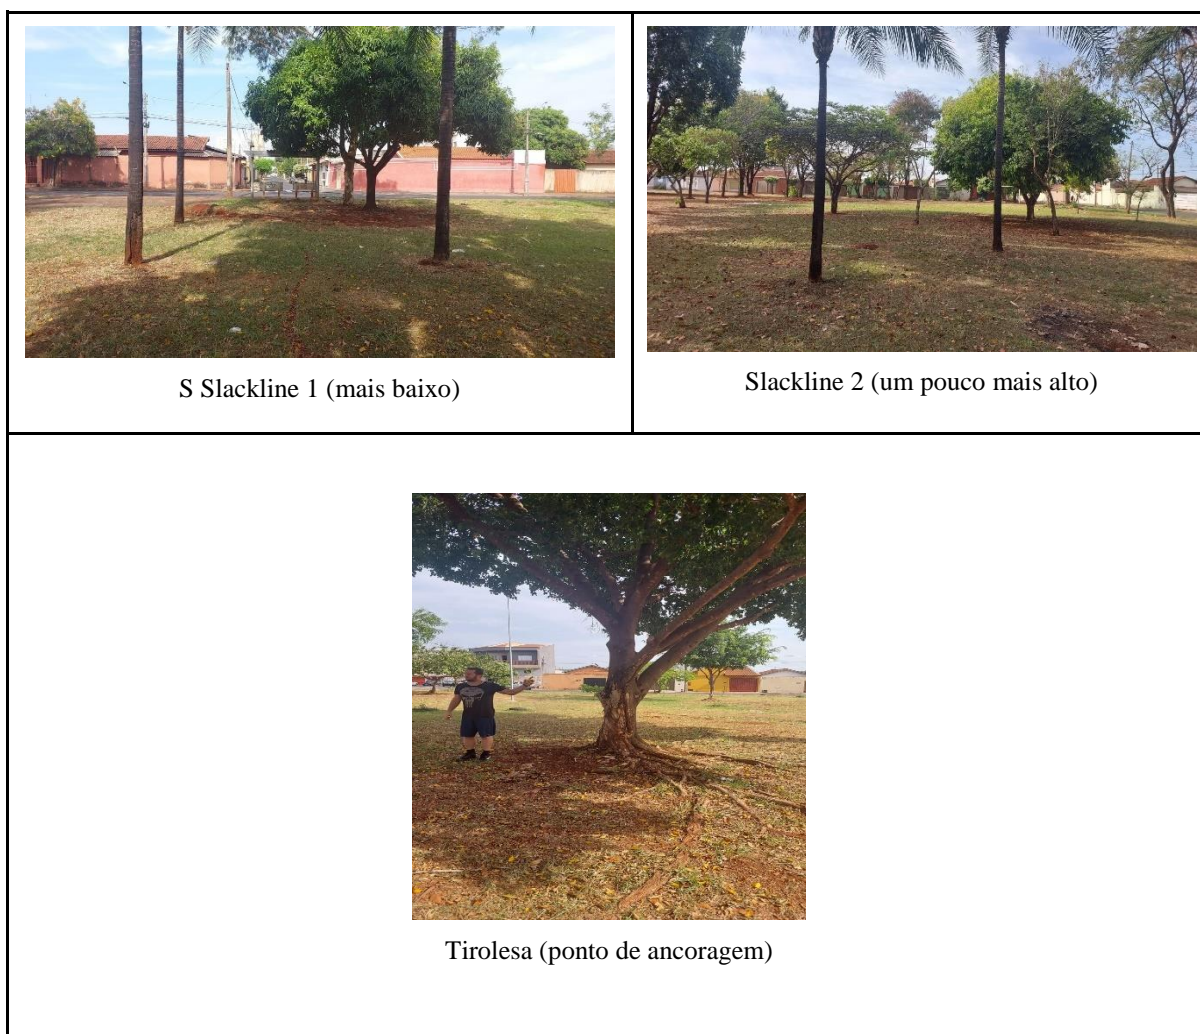 S Slackline 1 (mais baixo)
Slackline 2 (um pouco mais alto)
Tirolesa (ponto de ancoragem)